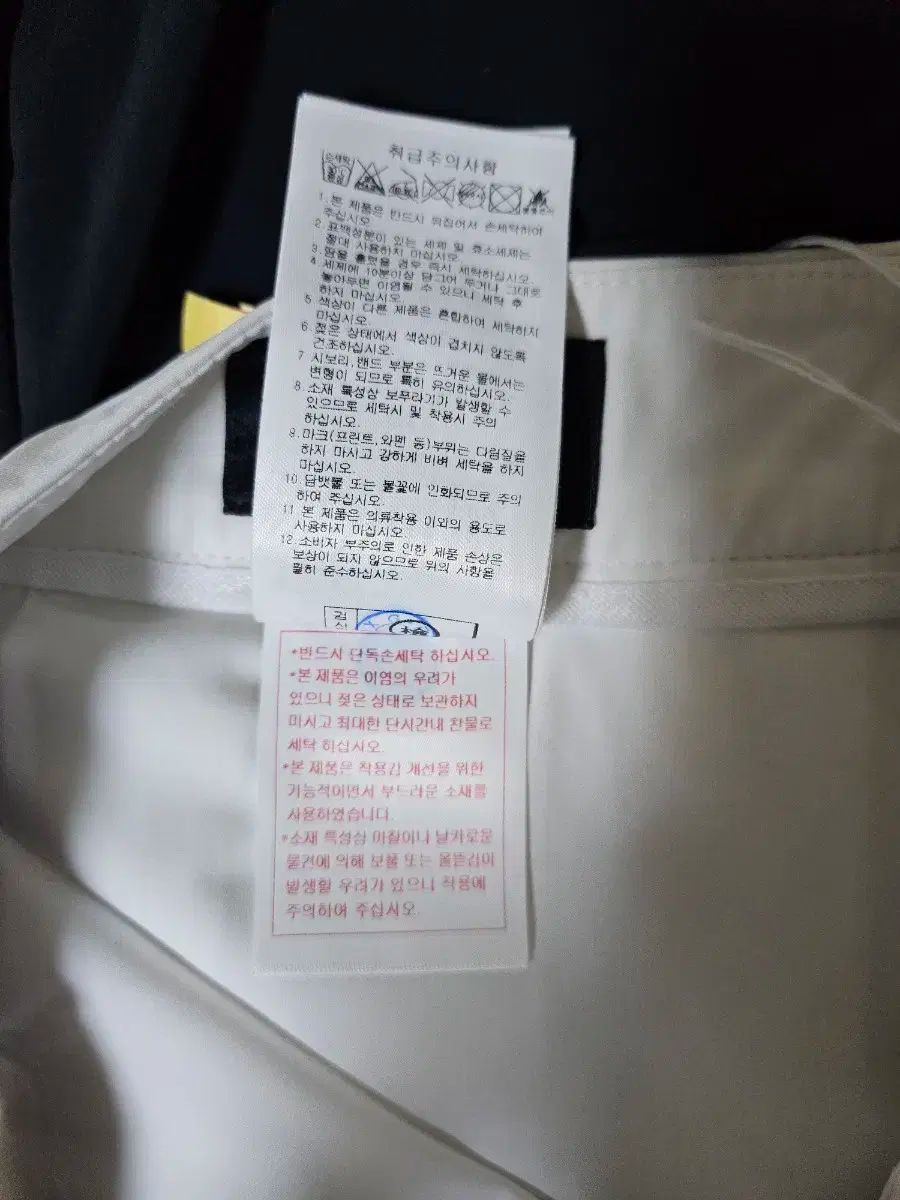 취급주의사항
1. 본 제품은 반드시 뒤집어서 손세탁하여
주십시오.
2. 표백성분이 있는 세제 및 효소세제는
절대 사용하지 마십시오.
3. 땀을 흘렸을 경우 즉시 세탁하십시오.
4. 세제에 10분이상 담그어 두거나 그대로
놓아두면 이염될 수 있으니 세탁 후
하지 마십시오.
5 색상이 다른 제품은 혼합하여 세탁하지
마십시오.
6. 젖은 상태에서 색상이 겹치지 않도록
건조하십시오.
7 시보리,밴드 부분은 뜨거운 물에서는
변형이 되므로 특히 유의하십시오.
8. 소재 특성상 보푸라기가 발생할 수
있으므로 세탁시 및 착용시 주의
하십시오.
9. 마크(프린트,와펜 등)부위는 다림질을
하지 마시고 강하게 비벼 세탁을 하지
마십시오.
10. 담뱃불 또는 불꽃에 인화되므로 주의
하여 주십시오.
11 본 제품은 의류착용 이외의 용도로
사용하지 마십시오.
12. 소비자 부주의로 인한 제품 손상은
보상이 되지 않으므로 위의 사항을
필히 준수하십시오.
*반드시 단독손세탁 하십시오.
*본 제품은 이염의 우려가
있으니 젖은 상태로 보관하지
마시고 최대한 단시간내 찬물로
세탁 하십시오.
*본 제품은 착용감 개선을 위한
기능적이면서 부드러운 소재를
사용하였습니다.
*소재 특성상 마찰이나 날카로운
물건에 의해 보풀 또는 올뜯김이
발생할 우려가 있으니 착용에
주의하여 주십시오.